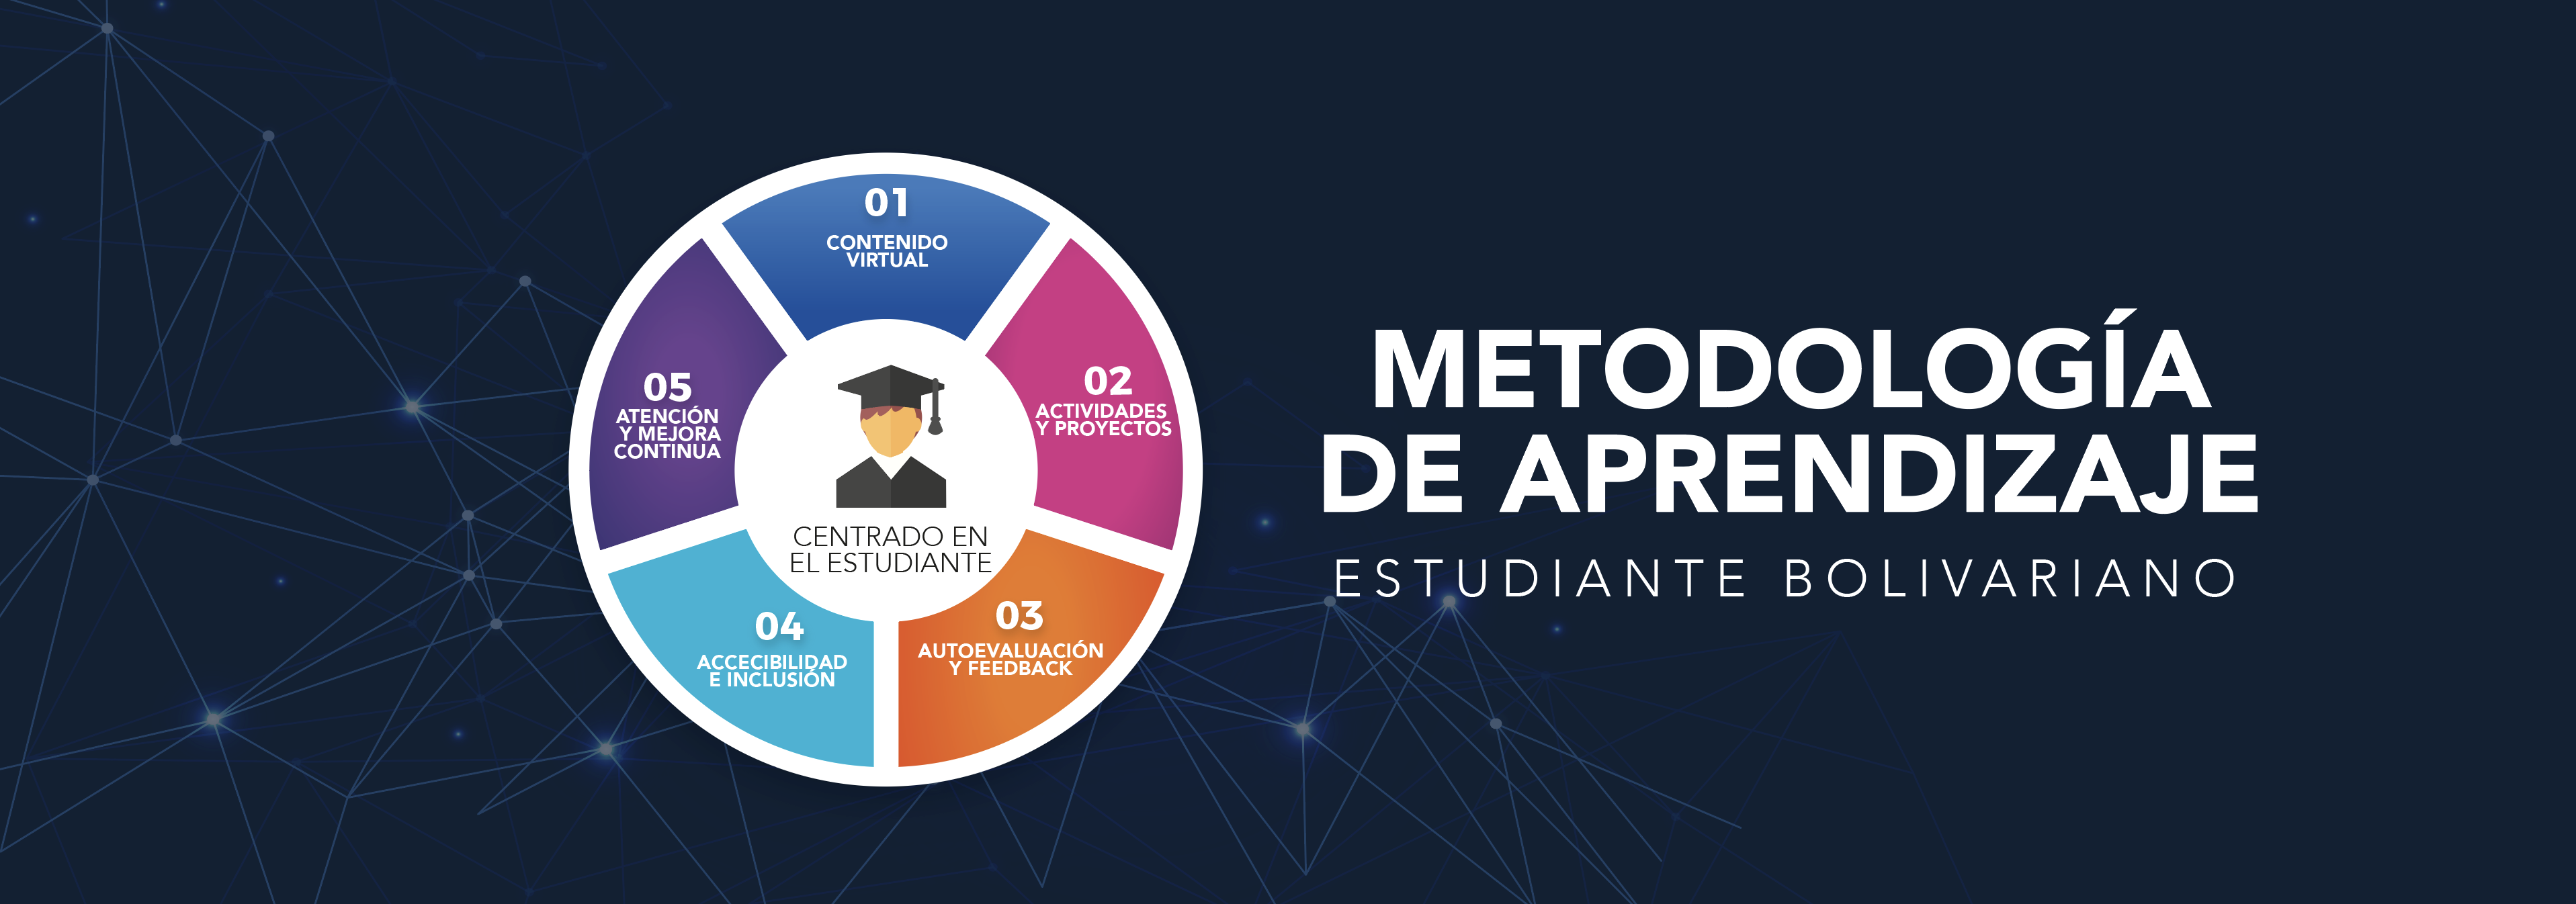 01
CONTENIDO
VIRTUAL
02
ACTIVIDADES
Y PROYECTOS
03
AUTOEVALUACIÓN
Y FEEDBACK
04
ACCECIBILIDAD
E INCLUSIÓN
05
ATENCIÓN
Y MEJORA
CONTINUA
CENTRADO EN
EL ESTUDIANTE
METODOLOGÍA
DE APRENDIZAJE
ESTUDIANTE BOLIVARIANO